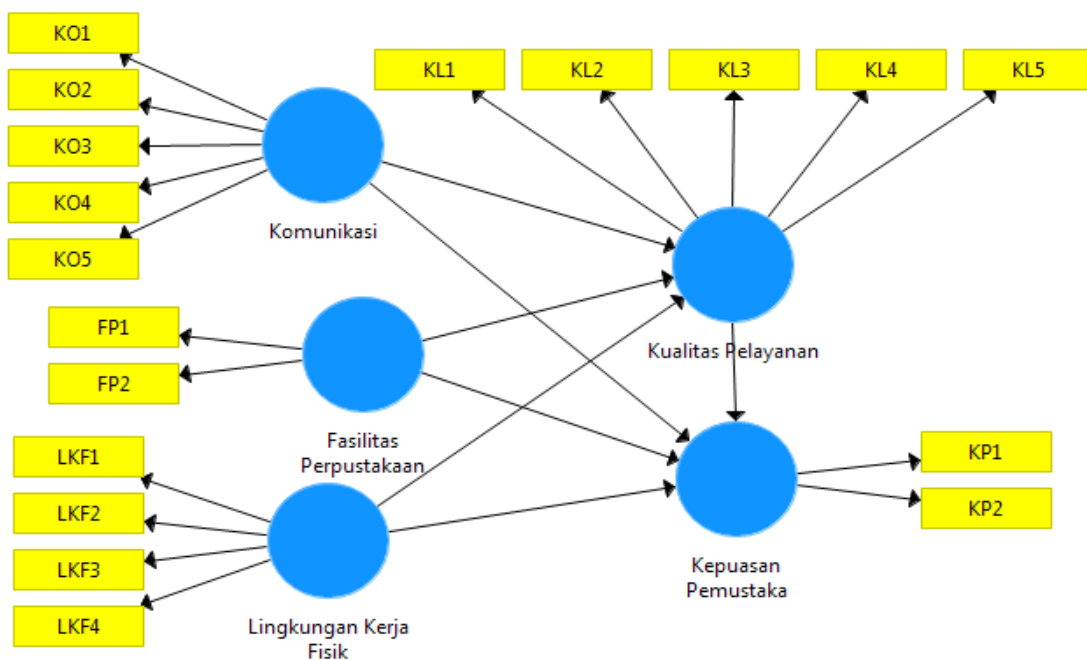 KO1
KO2
KO3
KO4
KO5
Komunikasi
KL1
KL2
KL3
KL4
KL5
Kualitas Pelayanan
FP1
FP2
Fasilitas
Perpustakaan
LKF1
LKF2
LKF3
LKF4
Lingkungan Kerja
Fisik
KP1
KP2
Kepuasan
Pemustaka